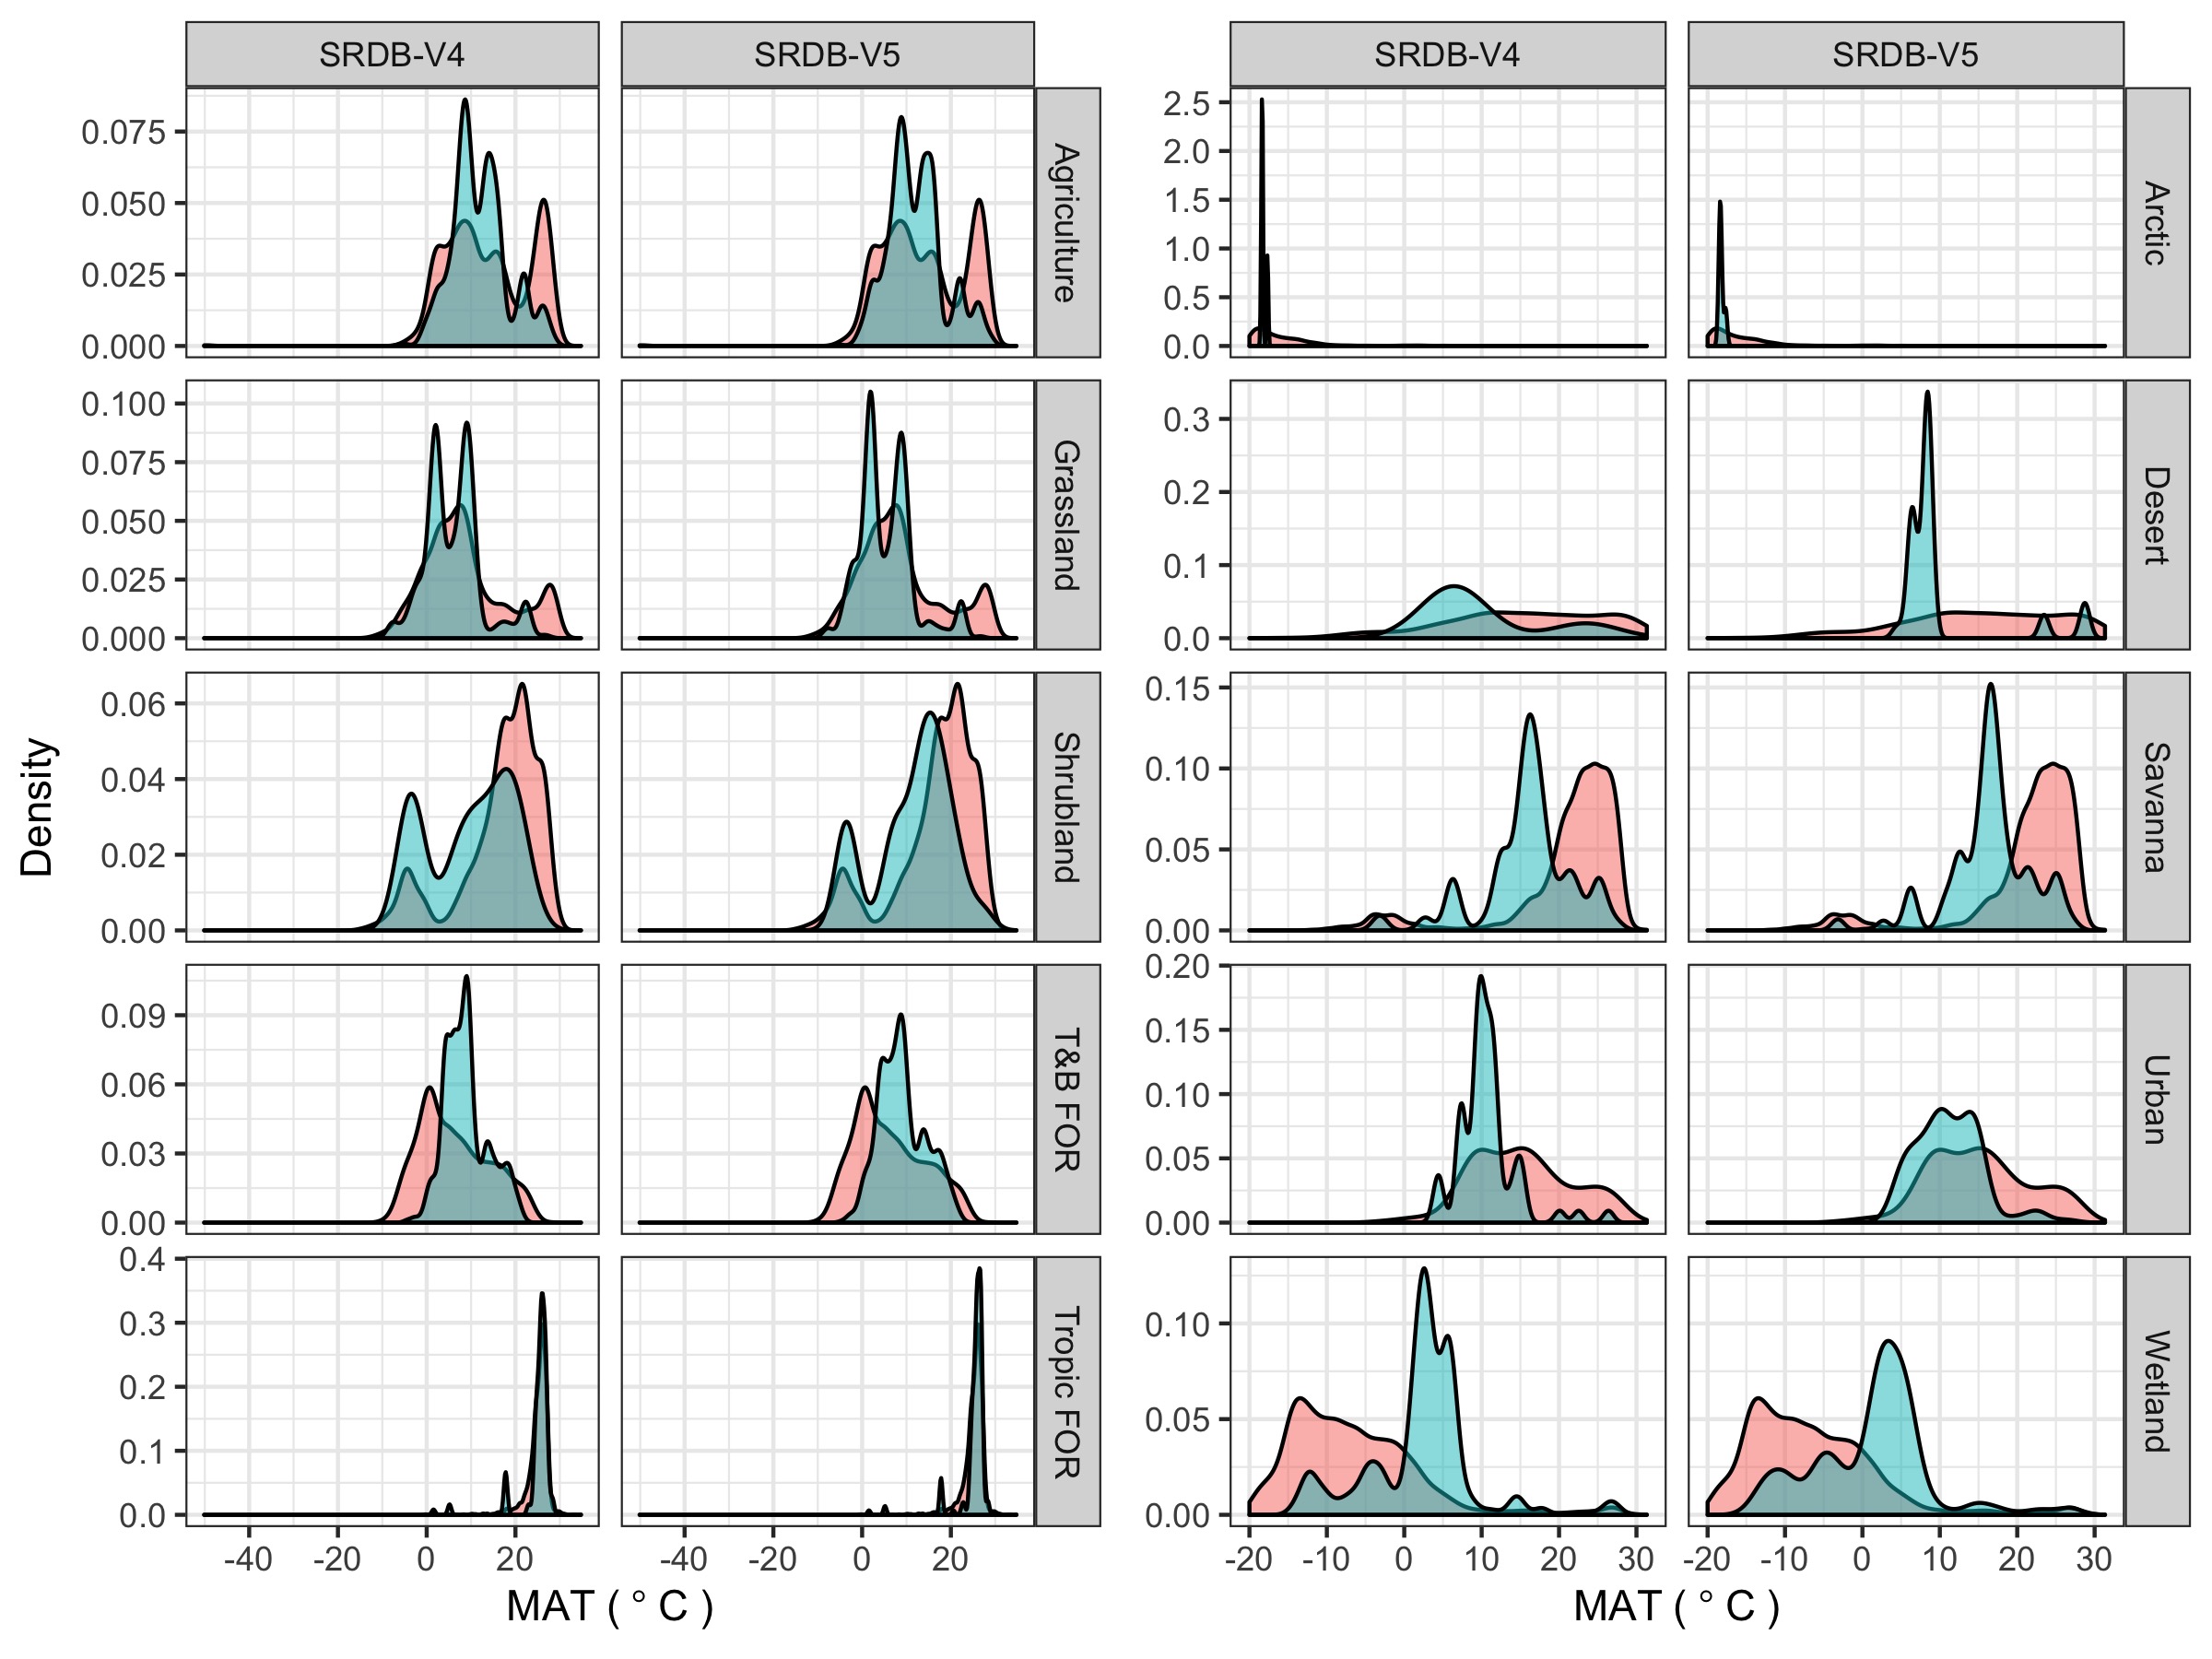 SRDB-V4
SRDB-V5
SRDB-V4
SRDB-V5
0.075
0.050
0.025
0.000
Agriculture
2.5
2.0
1.5
1.0
0.5
0.0
Arctic
0.100
0.075
0.050
0.025
0.000
Grassland
0.3
0.2
0.1
0.0
Desert
Density
0.06
0.04
0.02
0.00
Shrubland
0.15
0.10
0.05
0.00
Savanna
0.09
0.06
0.03
0.00
T&B FOR
0.20
0.15
0.10
0.05
0.00
Urban
0.4
0.3
0.2
0.1
0.0
Tropic FOR
0.10
0.05
0.00
Wetland
-40 -20 0 20
-40 -20 0 20
-20 -10 0 10 20 30
-20 -10 0 10 20 30
MAT ( ° C )
MAT ( ° C )